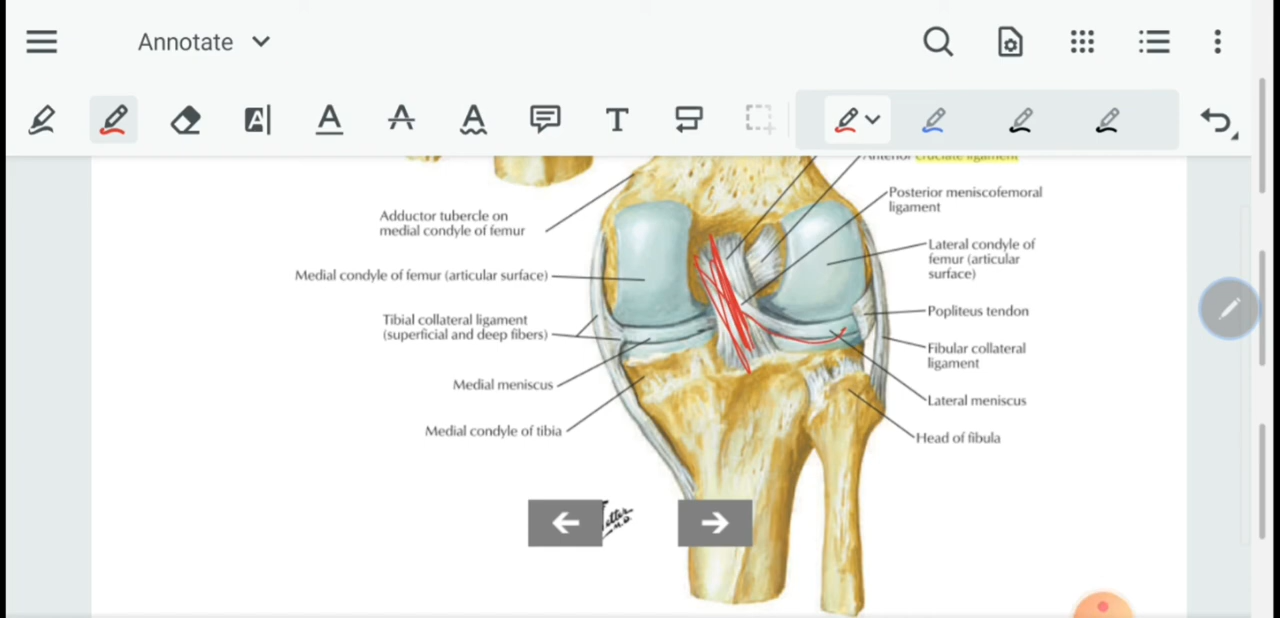 Annotate
Anterior cruciate ligament
Posterior meniscofemoral
ligament
Adductor tubercle on
medial condyle of femur
Lateral condyle of
femur (articular
surface)
Medial condyle of femur (articular surface)
Popliteus tendon
Tibial collateral ligament
(superficial and deep fibers)
Fibular collateral
ligament
Medial meniscus
Lateral meniscus
Medial condyle of tibia
Head of fibula